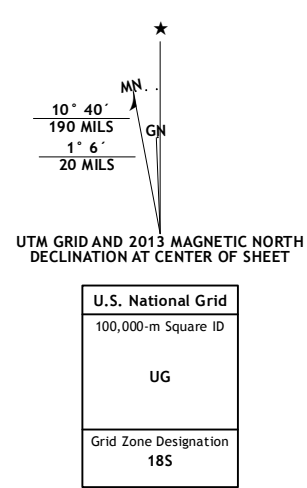 ★
MN
10° 40´
190 MILS
GN
1° 6´
20 MILS
UTM GRID AND 2013 MAGNETIC NORTH
DECLINATION AT CENTER OF SHEET
U.S. National Grid
100,000-m Square ID
UG
Grid Zone Designation
18S